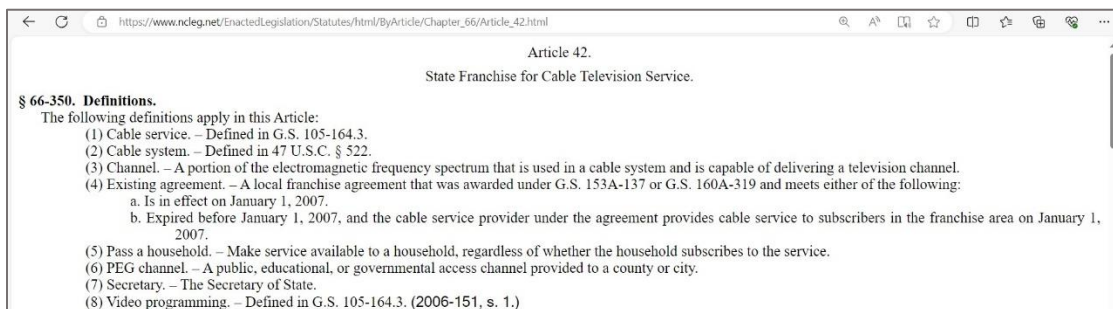 https://www.ncleg.net/EnactedLegislation/Statutes/html/ByArticle/Chapter_66/Article_42.html
Article 42.
State Franchise for Cable Television Service.
§ 66-350. Definitions.
The following definitions apply in this Article:
(1) Cable service. – Defined in G.S. 105-164.3.
(2) Cable system. – Defined in 47 U.S.C. § 522.
(3) Channel. – A portion of the electromagnetic frequency spectrum that is used in a cable system and is capable of delivering a television channel.
(4) Existing agreement. – A local franchise agreement that was awarded under G.S. 153A-137 or G.S. 160A-319 and meets either of the following:
a. Is in effect on January 1, 2007.
b. Expired before January 1, 2007, and the cable service provider under the agreement provides cable service to subscribers in the franchise area on January 1,
2007.
(5) Pass a household. – Make service available to a household, regardless of whether the household subscribes to the service.
(6) PEG channel. – A public, educational, or governmental access channel provided to a county or city.
(7) Secretary. – The Secretary of State.
(8) Video programming. – Defined in G.S. 105-164.3. (2006-151, s. 1.)